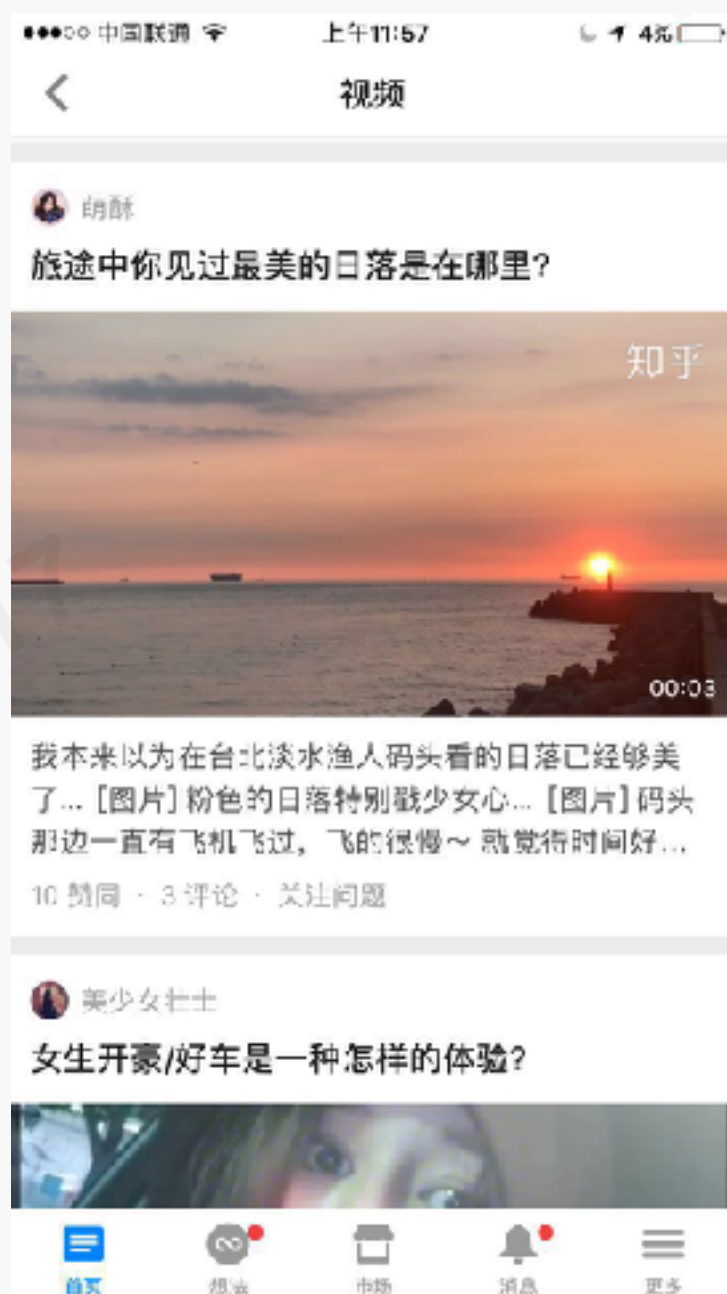 中国联通
上午11:57
4%
视频
萌酥
旅途中你见过最美的日落是在哪里?
知乎
00:03
我本来以为在台北淡水渔人码头看的日落已经够美
了... [图片] 粉色的日落特别戳少女心... [图片] 码头
那边一直有飞机飞过，飞的很慢～ 就觉得时间好...
10 赞同 · 3 评论 · 关注问题
美少女壮士
女生开豪/好车是一种怎样的体验?
首页
想法
市场
消息
更多